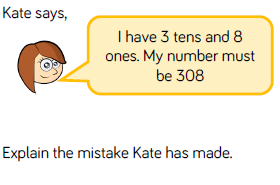 Kate says,
I have 3 tens and 8
ones. My number must
be 308
Explain the mistake Kate has made.